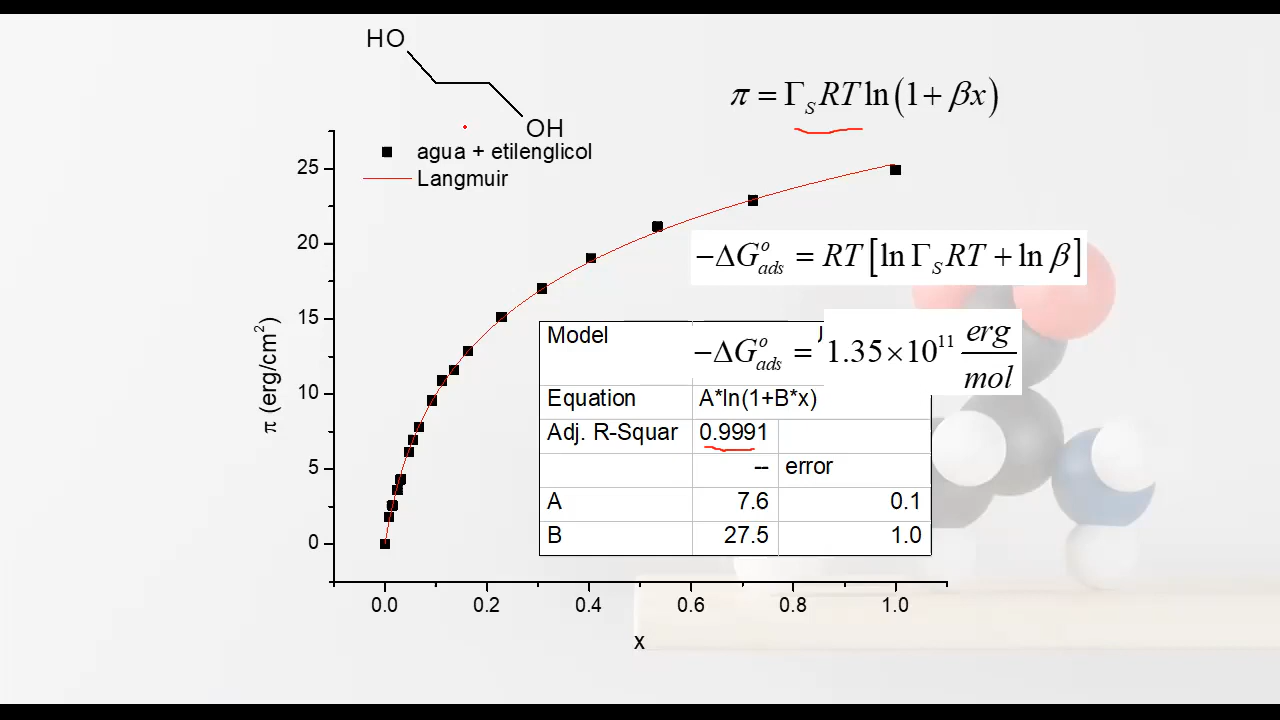 HO
OH
π = Γ_S RT ln(1 + βx)
■ agua + etilenglicol
Langmuir
25
20
15
10
5
0
π (erg/cm²)
−ΔG°_ads = RT[ln Γ_S RT + ln β]
Model
−ΔG°_ads = 1.35×10¹¹ erg/mol
Equation A*ln(1+B*x)
Adj. R-Squar 0.9991
-- error
A 7.6 0.1
B 27.5 1.0
0.0 0.2 0.4 0.6 0.8 1.0
x